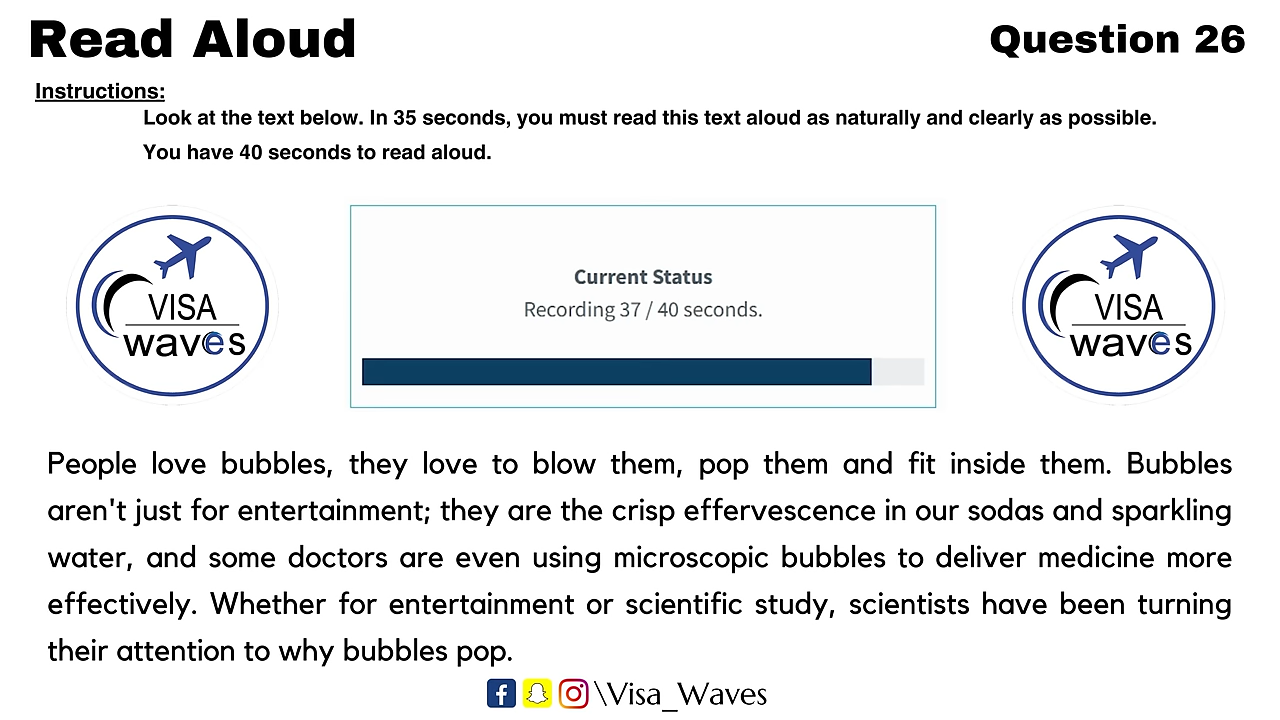 Read Aloud
Question 26
Instructions:
Look at the text below. In 35 seconds, you must read this text aloud as naturally and clearly as possible.
You have 40 seconds to read aloud.
VISA
waves
Current Status
Recording 37 / 40 seconds.
VISA
waves
People love bubbles, they love to blow them, pop them and fit inside them. Bubbles
aren't just for entertainment; they are the crisp effervescence in our sodas and sparkling
water, and some doctors are even using microscopic bubbles to deliver medicine more
effectively. Whether for entertainment or scientific study, scientists have been turning
their attention to why bubbles pop.
\Visa_Waves